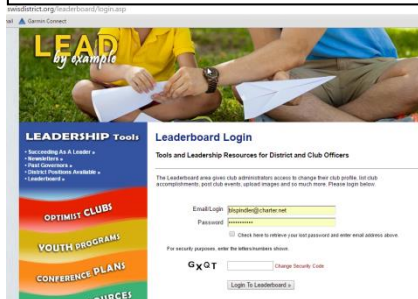 swisdistrict.org/leaderboard/login.asp
Garmin Connect
LEAD
by example
LEADERSHIP Tools
• Succeeding As A Leader »
• Newsletters »
• Past Governors »
• District Positions Available »
• Leaderboard »
OPTIMIST CLUBS
YOUTH PROGRAMS
CONFERENCE PLANS
Leaderboard Login
Tools and Leadership Resources for District and Club Officers
The Leaderboard area gives club administrators access to change their club profile, list club
accomplishments, post club events, upload images and so much more. Please login below.
Email/Login blspindler@charter.net
Password ***********
Check here to retrieve your lost password and enter email address above.
For security purposes, enter the letters/numbers shown.
GXQT Change Security Code
Login To Leaderboard »